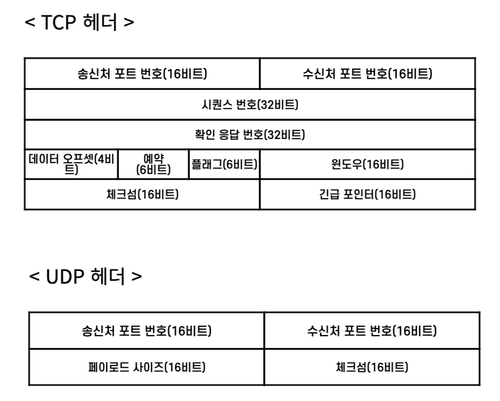 < TCP 헤더 >
송신처 포트 번호(16비트) 수신처 포트 번호(16비트)
시퀀스 번호(32비트)
확인 응답 번호(32비트)
데이터 오프셋(4비
트)
예약
(6비트)
플래그(6비트)
윈도우(16비트)
체크섬(16비트) 긴급 포인터(16비트)
< UDP 헤더 >
송신처 포트 번호(16비트) 수신처 포트 번호(16비트)
페이로드 사이즈(16비트) 체크섬(16비트)